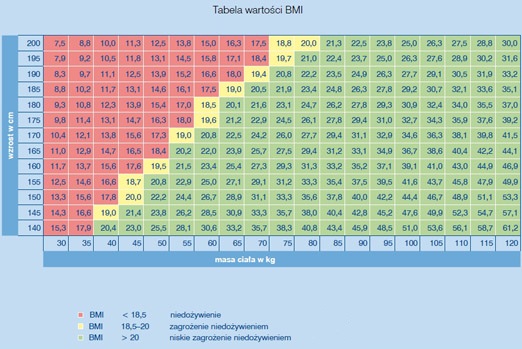 Tabela wartości BMI
wzrost w cm
200 7,5 8,8 10,0 11,3 12,5 13,8 15,0 16,3 17,5 18,8 20,0 21,3 22,5 23,8 25,0 26,3 27,5 28,8 30,0
195 7,9 9,2 10,5 11,8 13,1 14,5 15,8 17,1 18,4 19,7 21,0 22,4 23,7 25,0 26,3 27,6 28,9 30,2 31,6
190 8,3 9,7 11,1 12,5 13,9 15,2 16,6 18,0 19,4 20,8 22,2 23,5 24,9 26,3 27,7 29,1 30,5 31,9 33,2
185 8,8 10,2 11,7 13,1 14,6 16,1 17,5 19,0 20,5 21,9 23,4 24,8 26,3 27,8 29,2 30,7 32,1 33,6 35,1
180 9,3 10,8 12,3 13,9 15,4 17,0 18,5 20,1 21,6 23,1 24,7 26,2 27,8 29,3 30,9 32,4 34,0 35,5 37,0
175 9,8 11,4 13,1 14,7 16,3 18,0 19,6 21,2 22,9 24,5 26,1 27,8 29,4 31,0 32,7 34,3 35,9 37,6 39,2
170 10,4 12,1 13,8 15,6 17,3 19,0 20,8 22,5 24,2 26,0 27,7 29,4 31,1 32,9 34,6 36,3 38,1 39,8 41,5
165 11,0 12,9 14,7 16,5 18,4 20,2 22,0 23,9 25,7 27,5 29,4 31,2 33,1 34,9 36,7 38,6 40,4 42,2 44,1
160 11,7 13,7 15,6 17,6 19,5 21,5 23,4 25,4 27,3 29,3 31,3 33,2 35,2 37,1 39,1 41,0 43,0 44,9 46,9
155 12,5 14,6 16,6 18,7 20,8 22,9 25,0 27,1 29,1 31,2 33,3 35,4 37,5 39,5 41,6 43,7 45,8 47,9 49,9
150 13,3 15,6 17,8 20,0 22,2 24,4 26,7 28,9 31,1 33,3 35,6 37,8 40,0 42,2 44,4 46,7 48,9 51,1 53,3
145 14,3 16,6 19,0 21,4 23,8 26,2 28,5 30,9 33,3 35,7 38,0 40,4 42,8 45,2 47,6 49,9 52,3 54,7 57,1
140 15,3 17,9 20,4 23,0 25,5 28,1 30,6 33,2 35,7 38,3 40,8 43,4 45,9 48,5 51,0 53,6 56,1 58,7 61,2
30 35 40 45 50 55 60 65 70 75 80 85 90 95 100 105 110 115 120
masa ciała w kg
BMI < 18,5 niedożywienie
BMI 18,5–20 zagrożenie niedożywieniem
BMI > 20 niskie zagrożenie niedożywieniem